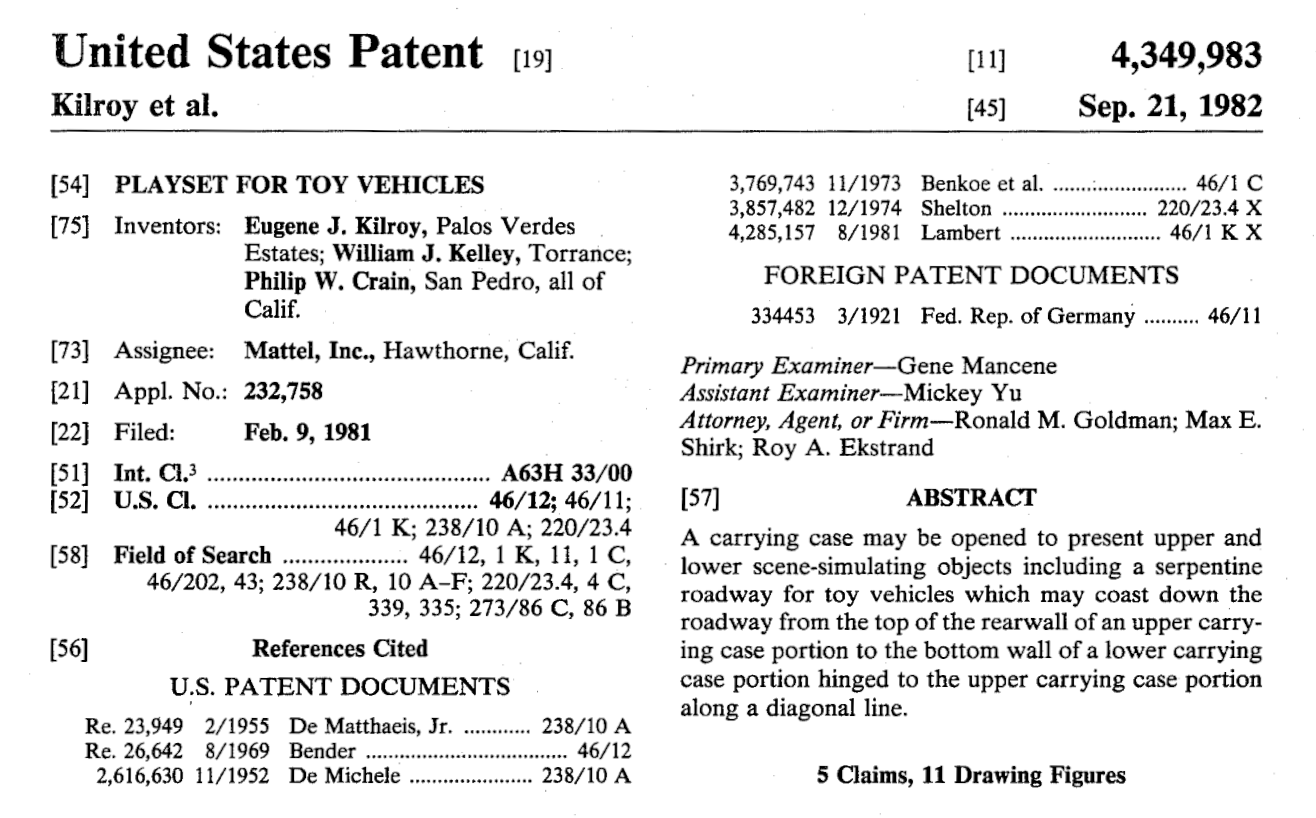 United States Patent [19]
[11] 4,349,983
Kilroy et al.
[45] Sep. 21, 1982
[54] PLAYSET FOR TOY VEHICLES
[75] Inventors: Eugene J. Kilroy, Palos Verdes
Estates; William J. Kelley, Torrance;
Philip W. Crain, San Pedro, all of
Calif.
[73] Assignee: Mattel, Inc., Hawthorne, Calif.
[21] Appl. No.: 232,758
[22] Filed: Feb. 9, 1981
[51] Int. Cl.³ ............................................. A63H 33/00
[52] U.S. Cl. ........................................... 46/12; 46/11;
46/1 K; 238/10 A; 220/23.4
[58] Field of Search .................... 46/12, 1 K, 11, 1 C,
46/202, 43; 238/10 R, 10 A–F; 220/23.4, 4 C,
339, 335; 273/86 C, 86 B
[56] References Cited
U.S. PATENT DOCUMENTS
Re. 23,949 2/1955 De Matthaeis, Jr. ............ 238/10 A
Re. 26,642 8/1969 Bender .................................... 46/12
2,616,630 11/1952 De Michele ...................... 238/10 A
3,769,743 11/1973 Benkoe et al. ....................... 46/1 C
3,857,482 12/1974 Shelton .......................... 220/23.4 X
4,285,157 8/1981 Lambert ........................... 46/1 K X
FOREIGN PATENT DOCUMENTS
334453 3/1921 Fed. Rep. of Germany .......... 46/11
Primary Examiner—Gene Mancene
Assistant Examiner—Mickey Yu
Attorney, Agent, or Firm—Ronald M. Goldman; Max E.
Shirk; Roy A. Ekstrand
[57] ABSTRACT
A carrying case may be opened to present upper and
lower scene-simulating objects including a serpentine
roadway for toy vehicles which may coast down the
roadway from the top of the rearwall of an upper carry-
ing case portion to the bottom wall of a lower carrying
case portion hinged to the upper carrying case portion
along a diagonal line.
5 Claims, 11 Drawing Figures